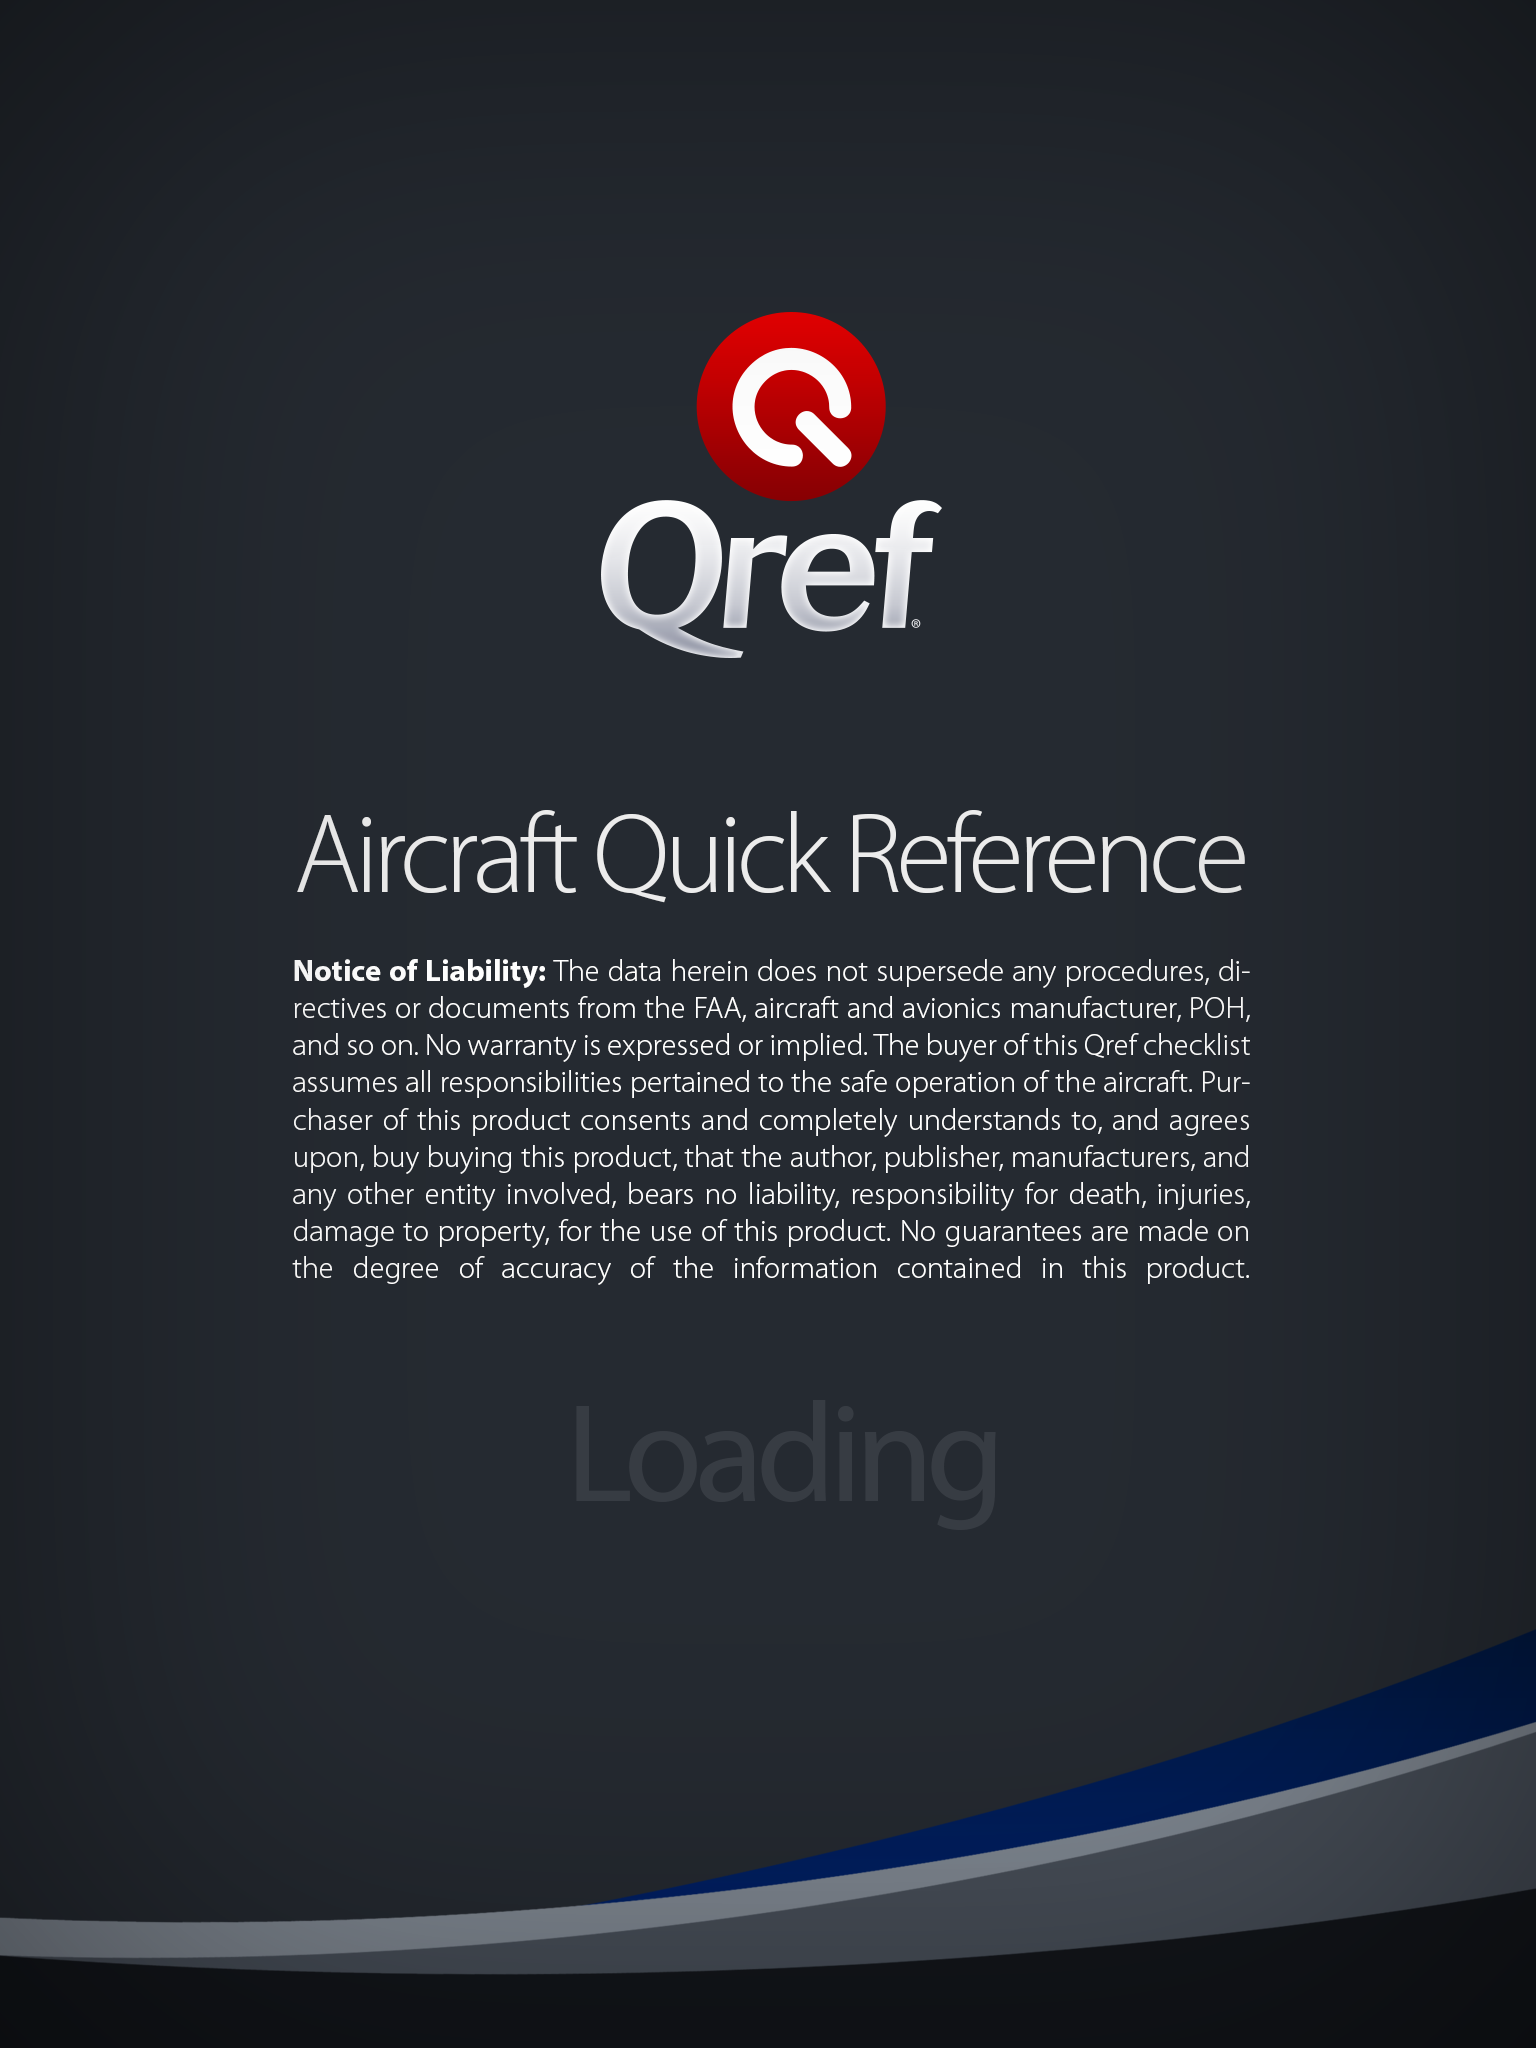 Qref®
Aircraft Quick Reference
Notice of Liability: The data herein does not supersede any procedures, di-
rectives or documents from the FAA, aircraft and avionics manufacturer, POH,
and so on. No warranty is expressed or implied. The buyer of this Qref checklist
assumes all responsibilities pertained to the safe operation of the aircraft. Pur-
chaser of this product consents and completely understands to, and agrees
upon, buy buying this product, that the author, publisher, manufacturers, and
any other entity involved, bears no liability, responsibility for death, injuries,
damage to property, for the use of this product. No guarantees are made on
the degree of accuracy of the information contained in this product.
Loading